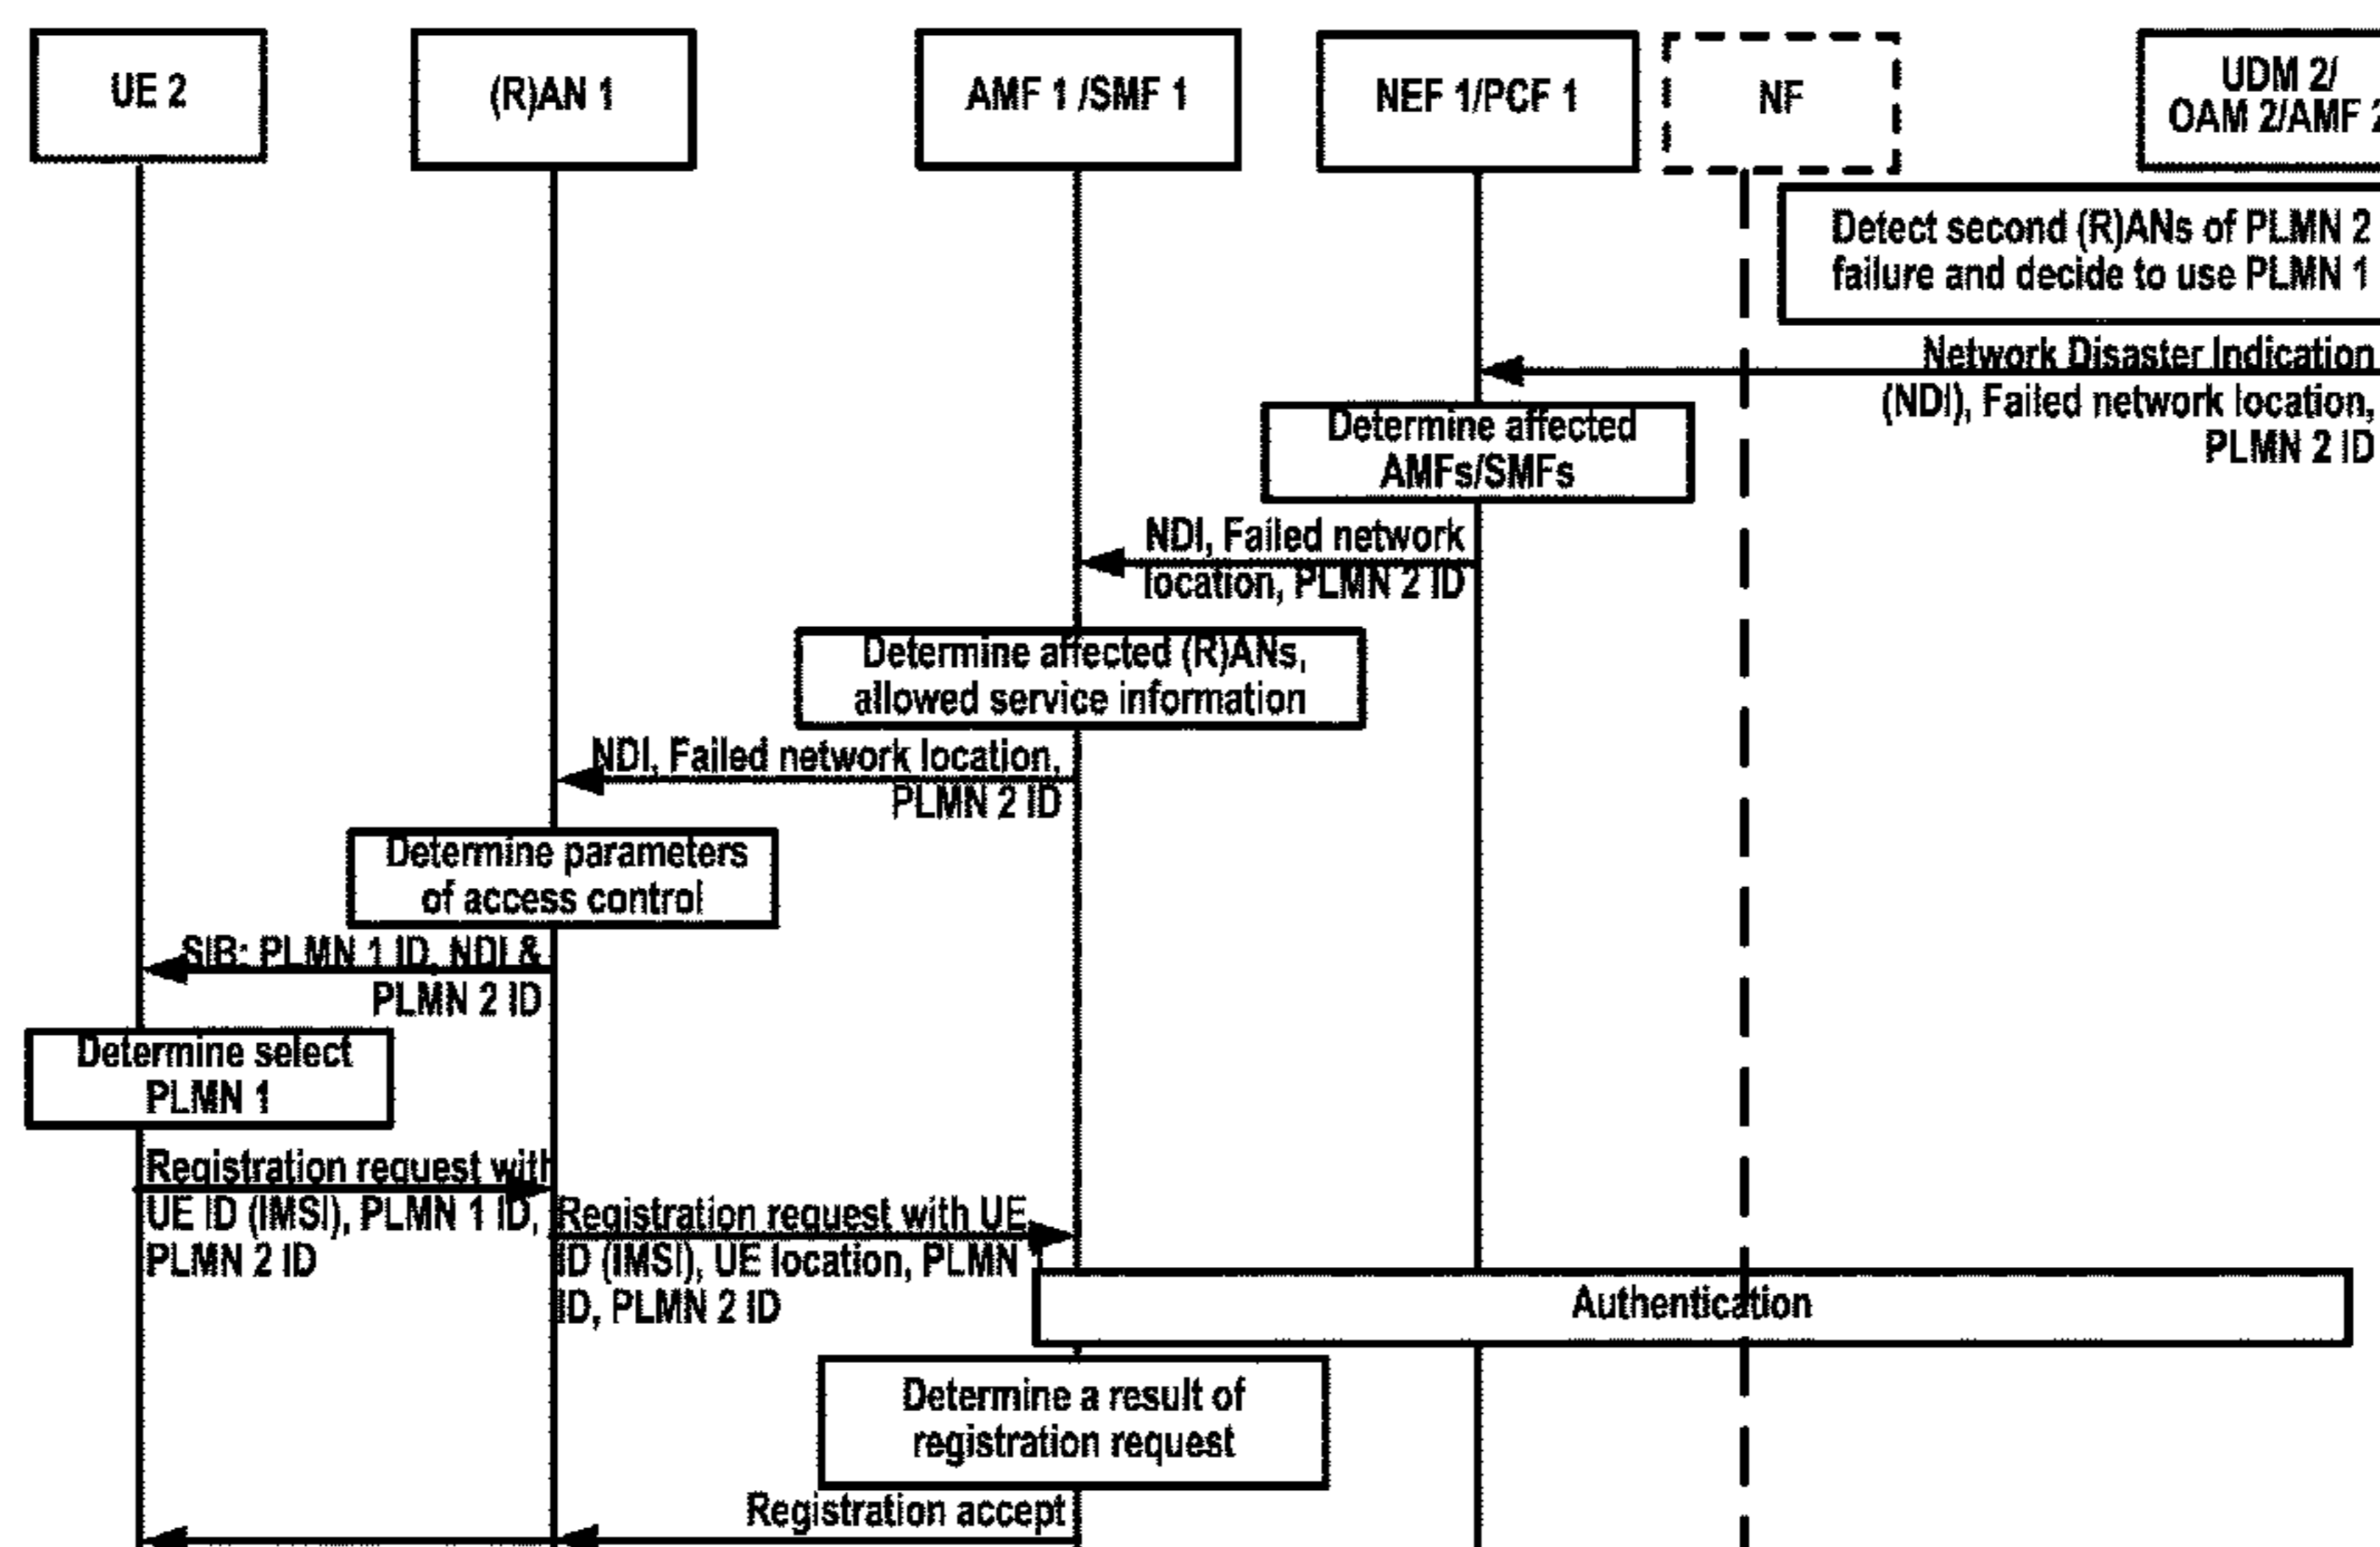 UE 2
(R)AN 1
AMF 1 /SMF 1
NEF 1/PCF 1
NF
UDM 2/
OAM 2/AMF 2
Detect second (R)ANs of PLMN 2
failure and decide to use PLMN 1
Network Disaster Indication
(NDI), Failed network location,
PLMN 2 ID
Determine affected
AMFs/SMFs
NDI, Failed network
location, PLMN 2 ID
Determine affected (R)ANs,
allowed service information
NDI, Failed network location,
PLMN 2 ID
Determine parameters
of access control
SIB: PLMN 1 ID, NDI &
PLMN 2 ID
Determine select
PLMN 1
Registration request with
UE ID (IMSI), PLMN 1 ID,
PLMN 2 ID
Registration request with UE
ID (IMSI), UE location, PLMN
ID, PLMN 2 ID
Authentication
Determine a result of
registration request
Registration accept